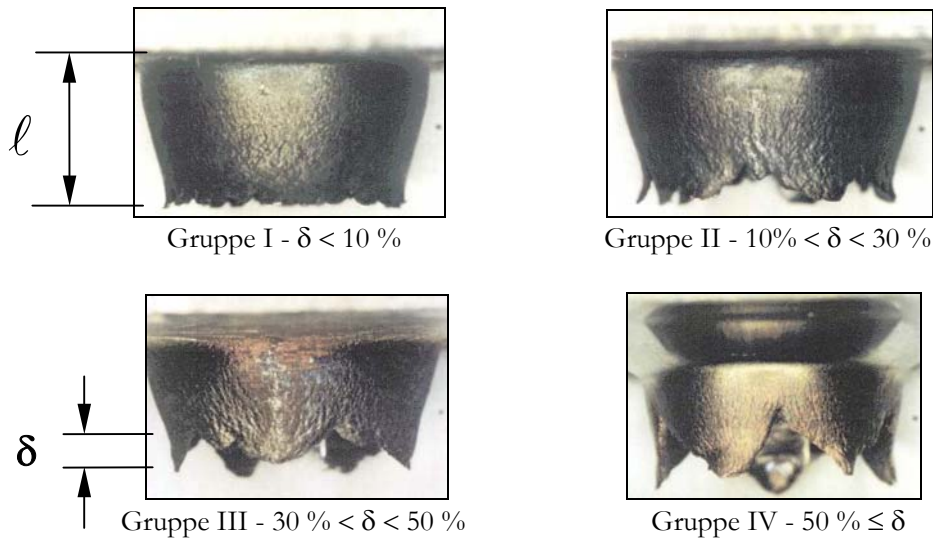 ℓ
Gruppe I - δ < 10 %
Gruppe II - 10% < δ < 30 %
δ
Gruppe III - 30 % < δ < 50 %
Gruppe IV - 50 % ≤ δ